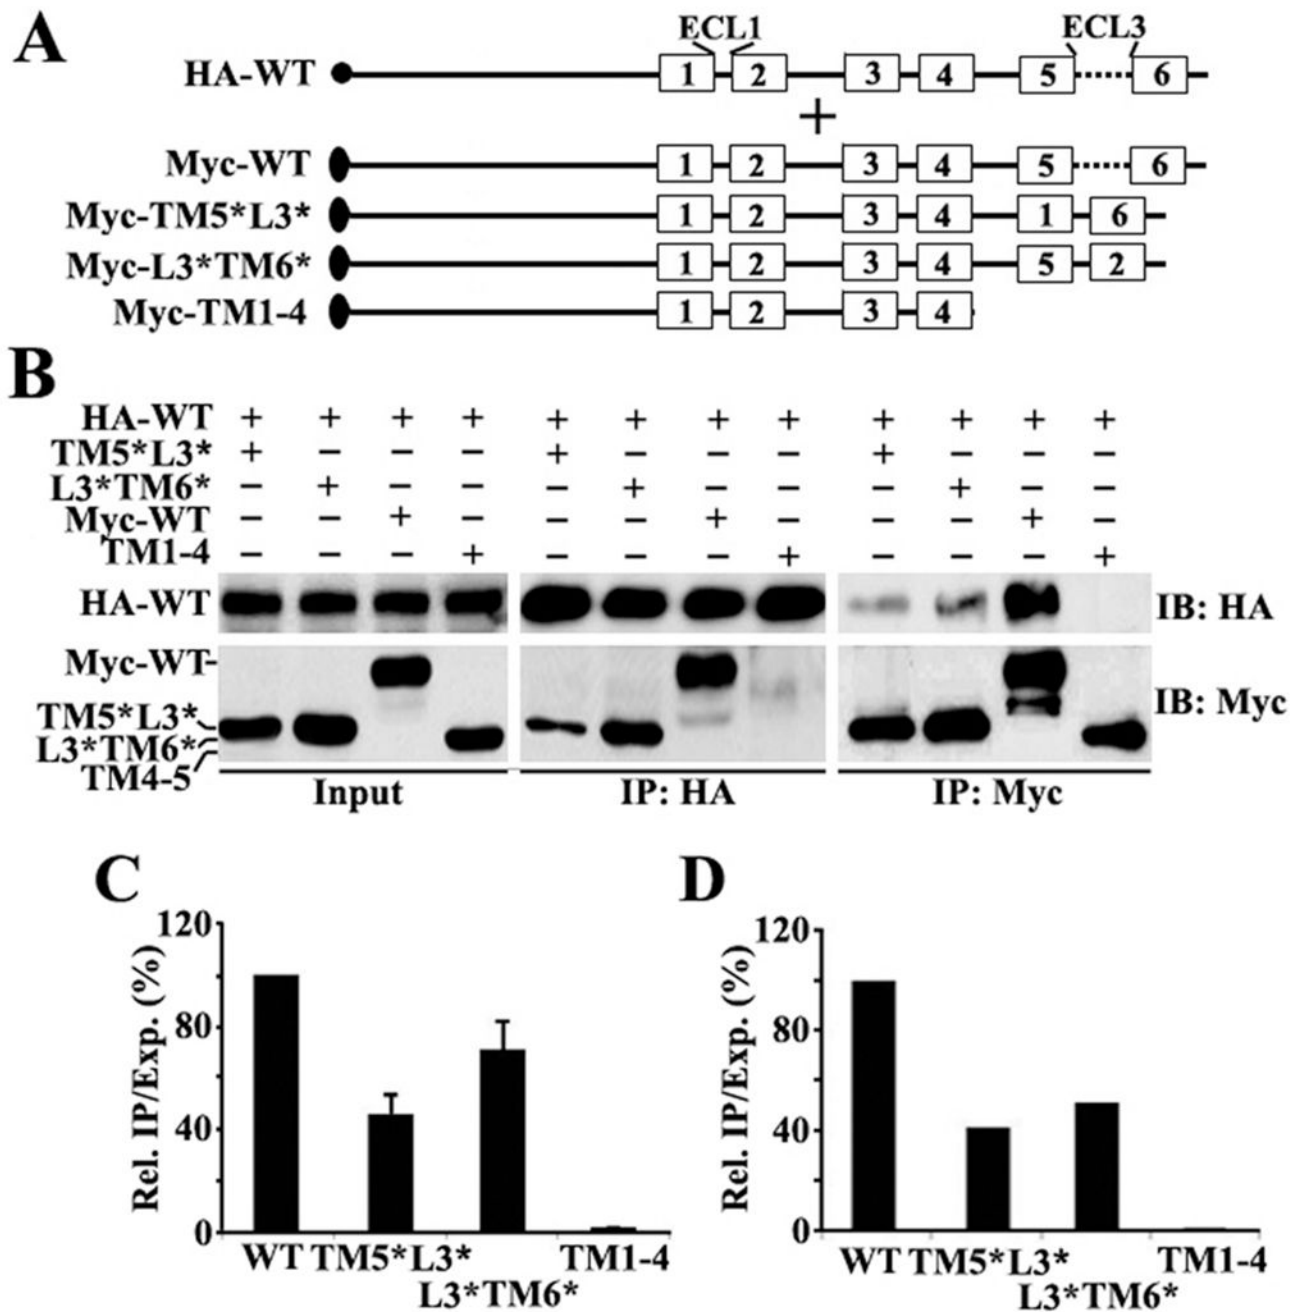 A
ECL1 ECL3
HA-WT 1 2 3 4 5 6
+
Myc-WT 1 2 3 4 5 6
Myc-TM5*L3* 1 2 3 4 1 6
Myc-L3*TM6* 1 2 3 4 5 2
Myc-TM1-4 1 2 3 4
B
HA-WT + + + + + + + + + + + +
TM5*L3* + − − − + − − − + − − −
L3*TM6* − + − − − + − − − + − −
Myc-WT − − + − − − + − − − + −
TM1-4 − − − + − − − + − − − +
HA-WT IB: HA
Myc-WT-
TM5*L3* IB: Myc
L3*TM6*
TM4-5
Input IP: HA IP: Myc
C
Rel. IP/Exp. (%)
120
80
40
0
WT TM5*L3* TM1-4
L3*TM6*
D
Rel. IP/Exp. (%)
120
80
40
0
WT TM5*L3* TM1-4
L3*TM6*